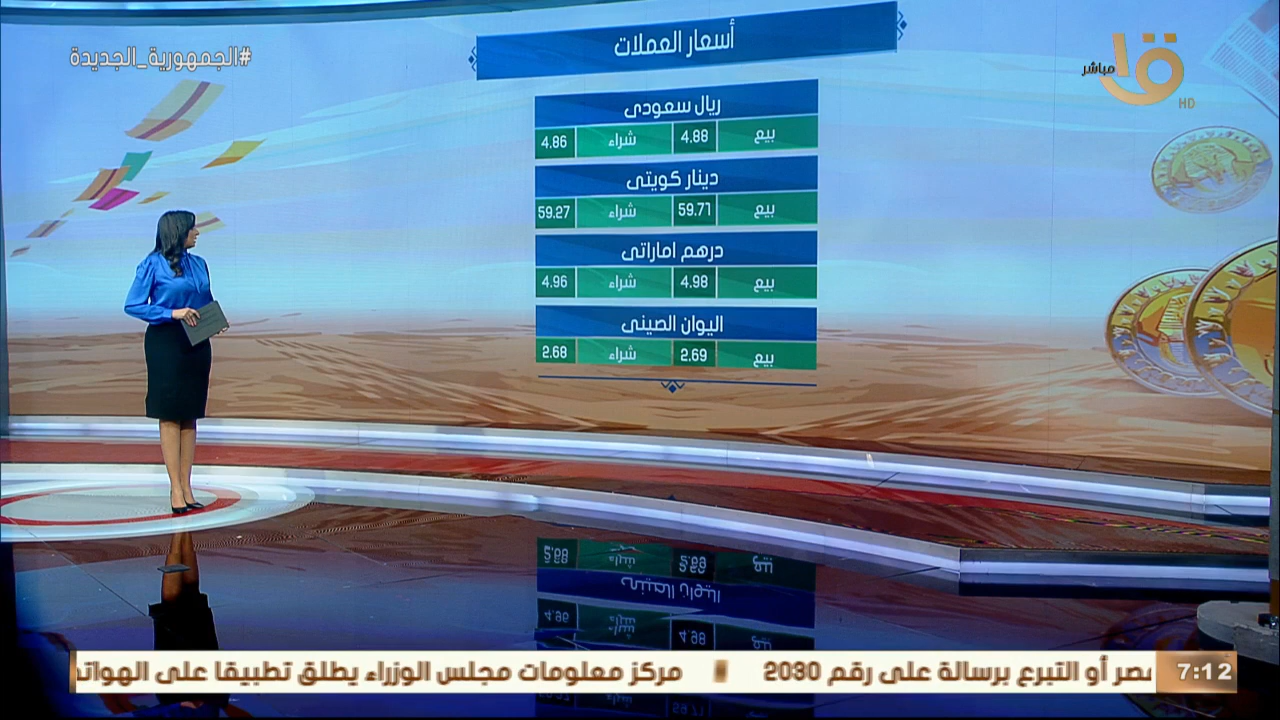 #الجمهورية_الجديدة
مباشر
HD
أسعار العملات
ريال سعودى
بيع 4.88 شراء 4.86
دينار كويتى
بيع 59.71 شراء 59.27
درهم اماراتى
بيع 4.98 شراء 4.96
اليوان الصينى
بيع 2.69 شراء 2.68
7:12 أو التبرع برسالة على رقم 2030 مركز معلومات مجلس الوزراء يطلق تطبيقا على